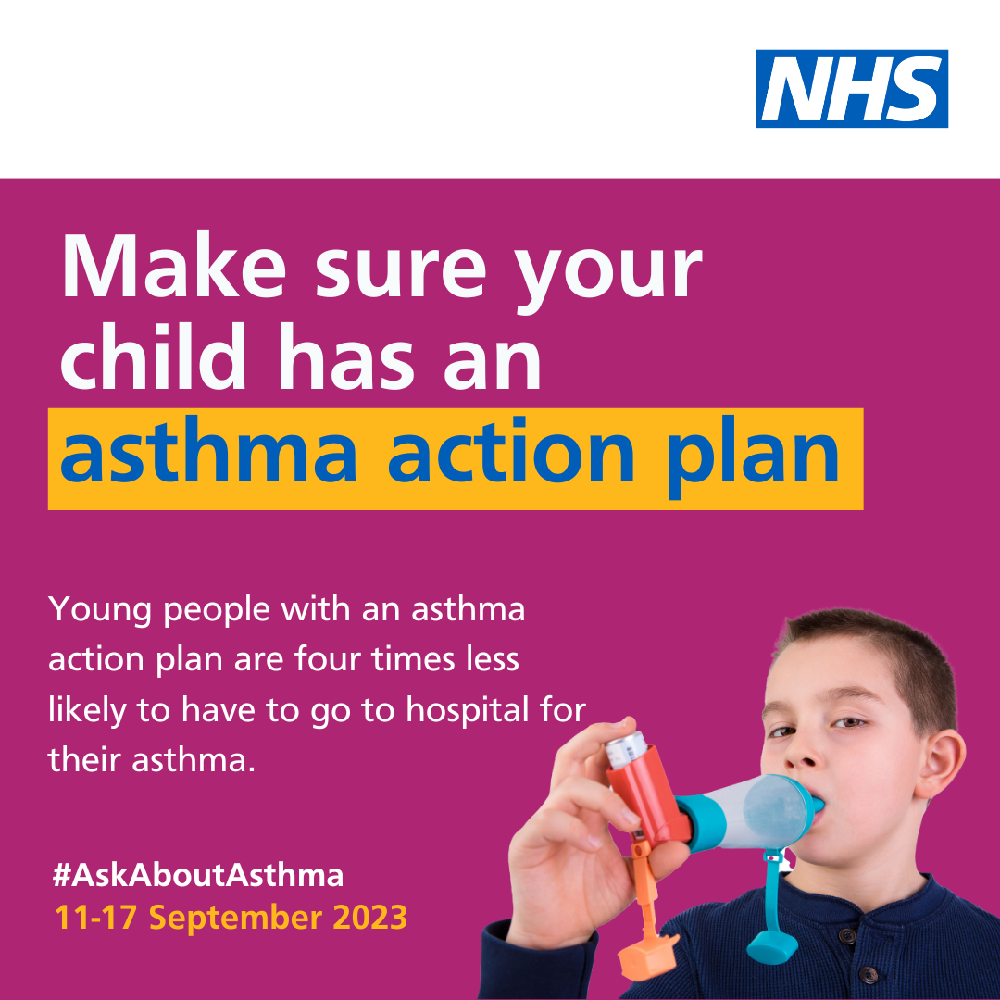 NHS
Make sure your
child has an
asthma action plan
Young people with an asthma
action plan are four times less
likely to have to go to hospital for
their asthma.
#AskAboutAsthma
11-17 September 2023